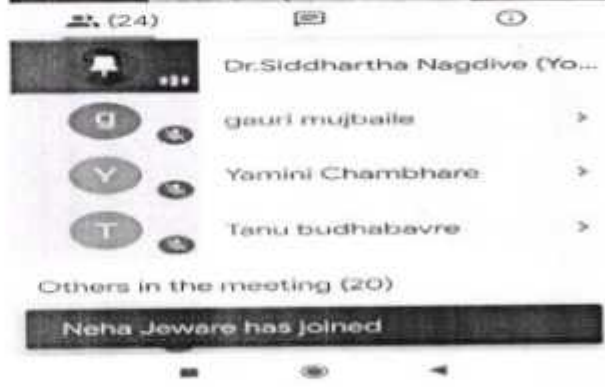 (24)
Dr.Siddhartha Nagdive (Yo...
g
gauri mujbaile
Y
Yamini Chambhare
T
Tanu budhabavre
Others in the meeting (20)
Neha Jeware has joined